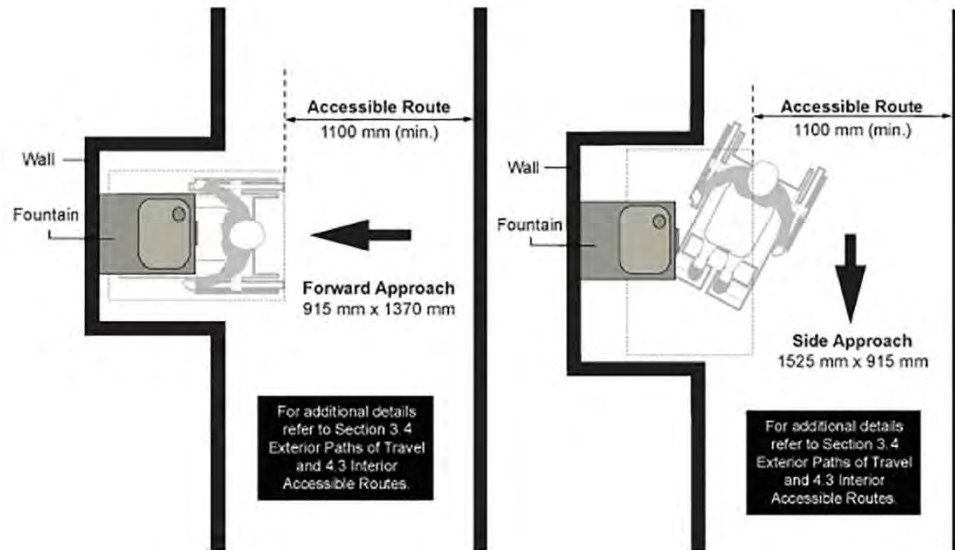 Accessible Route
1100 mm (min.)
Wall
Fountain
Forward Approach
915 mm x 1370 mm
For additional details
refer to Section 3.4
Exterior Paths of Travel
and 4.3 Interior
Accessible Routes.
Accessible Route
1100 mm (min.)
Wall
Fountain
Side Approach
1525 mm x 915 mm
For additional details
refer to Section 3.4
Exterior Paths of Travel
and 4.3 Interior
Accessible Routes.